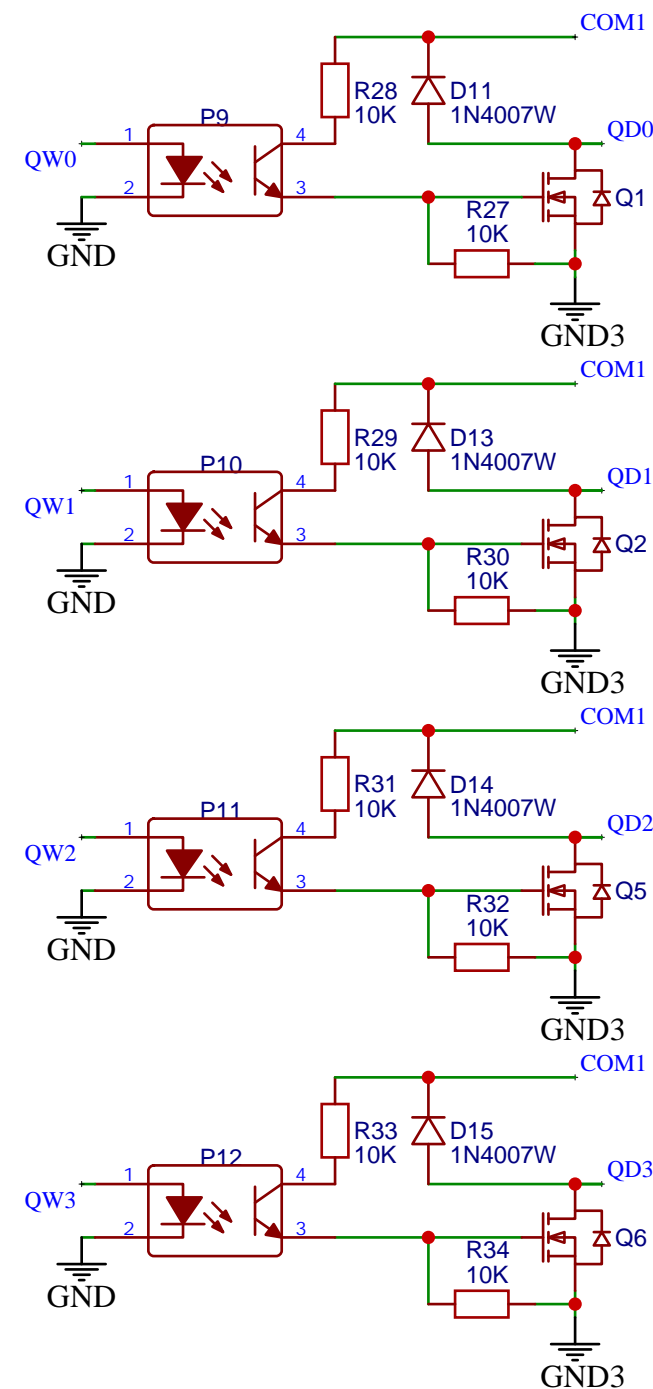 COM1
R28
10K
D11
1N4007W
P9
1
4
QD0
QW0
2
3
Q1
R27
10K
GND
GND3
COM1
R29
10K
D13
1N4007W
P10
1
4
QD1
QW1
2
3
Q2
R30
10K
GND
GND3
COM1
R31
10K
D14
1N4007W
P11
1
4
QD2
QW2
2
3
Q5
R32
10K
GND
GND3
COM1
R33
10K
D15
1N4007W
P12
1
4
QD3
QW3
2
3
Q6
R34
10K
GND
GND3